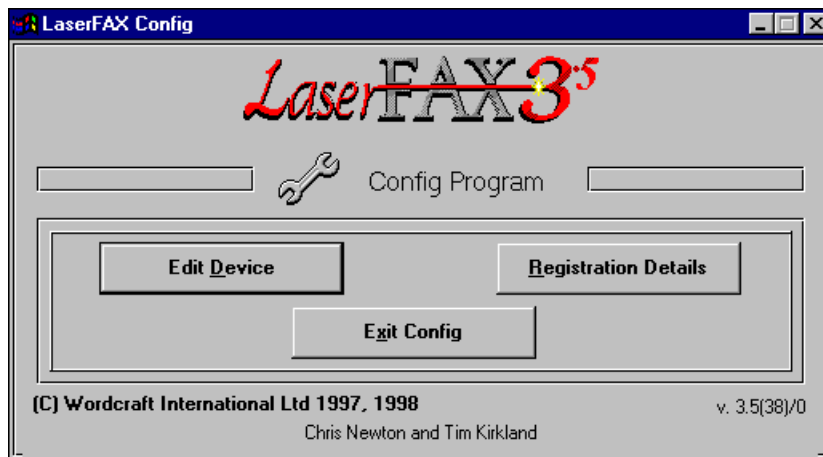 LaserFAX Config
LaserFAX 3.5
Config Program
Edit Device
Registration Details
Exit Config
(C) Wordcraft International Ltd 1997, 1998
v. 3.5(38)/0
Chris Newton and Tim Kirkland